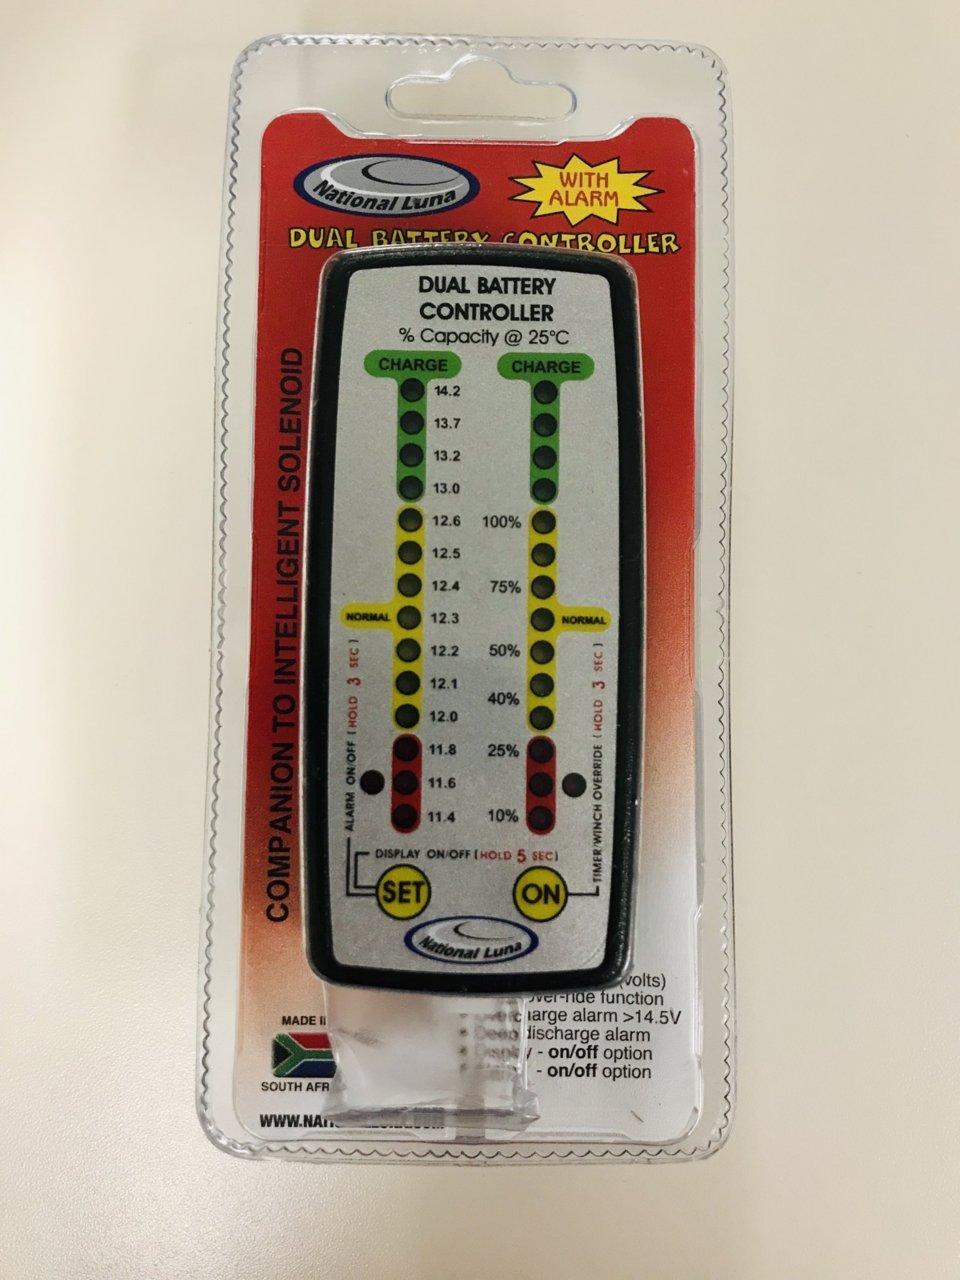 National Luna
WITH
ALARM
DUAL BATTERY CONTROLLER
COMPANION TO INTELLIGENT SOLENOID
DUAL BATTERY
CONTROLLER
% Capacity @ 25°C
CHARGE CHARGE
14.2
13.7
13.2
13.0
12.6 100%
12.5
12.4 75%
NORMAL 12.3 NORMAL
12.2 50%
12.1
40%
12.0
11.8 25%
11.6
11.4 10%
ALARM ON/OFF (HOLD 3 SEC)
TIMER/WINCH OVERRIDE (HOLD 3 SEC)
DISPLAY ON/OFF (HOLD 5 SEC)
SET ON
National Luna
(volts)
over-ride function
charge alarm >14.5V
Deep discharge alarm
- on/off option
- on/off option
MADE
SOUTH